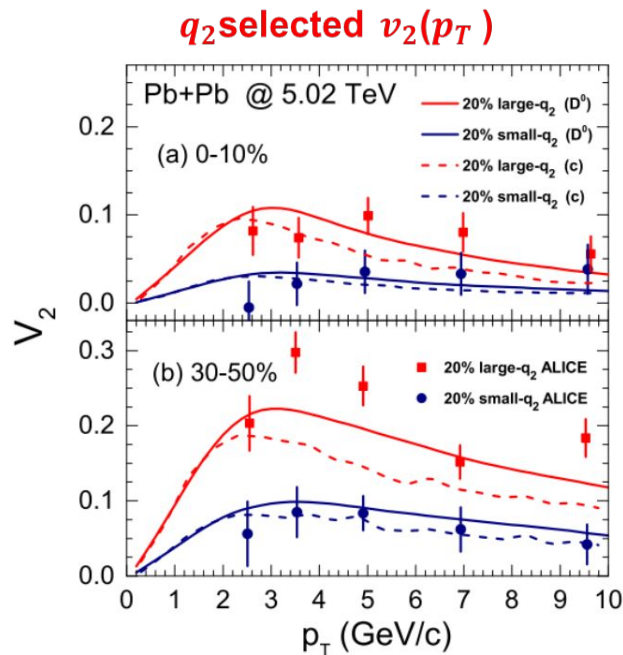 q₂selected v₂(p_T )
Pb+Pb @ 5.02 TeV
(a) 0-10%
20% large-q₂ (D⁰)
20% small-q₂ (D⁰)
20% large-q₂ (c)
20% small-q₂ (c)
0.2
0.1
0.0
V₂
(b) 30-50%
20% large-q₂ ALICE
20% small-q₂ ALICE
0.3
0.2
0.1
0.0
0 1 2 3 4 5 6 7 8 9 10
p_T (GeV/c)